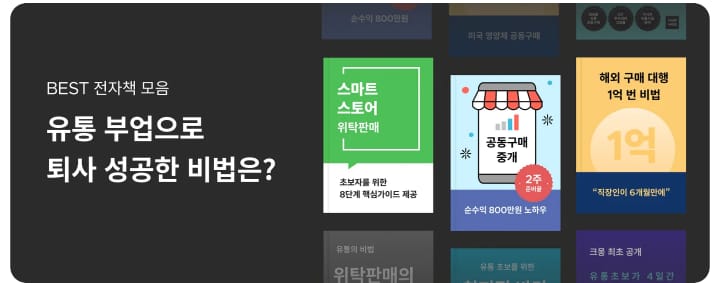 BEST 전자책 모음
유통 부업으로
퇴사 성공한 비법은?
순수익 800만원
미국 영양제 공동구매
스마트
스토어
위탁판매
초보자를 위한
8단계 핵심가이드 제공
공동구매
중개
2주
준비끝
순수익 800만원 노하우
해외 구매 대행
1억 번 비법
1억
“직장인이 6개월만에”
유통의 비법
위탁판매의
유통 초보를 위한
크몽 최초 공개
유통초보가 4일간